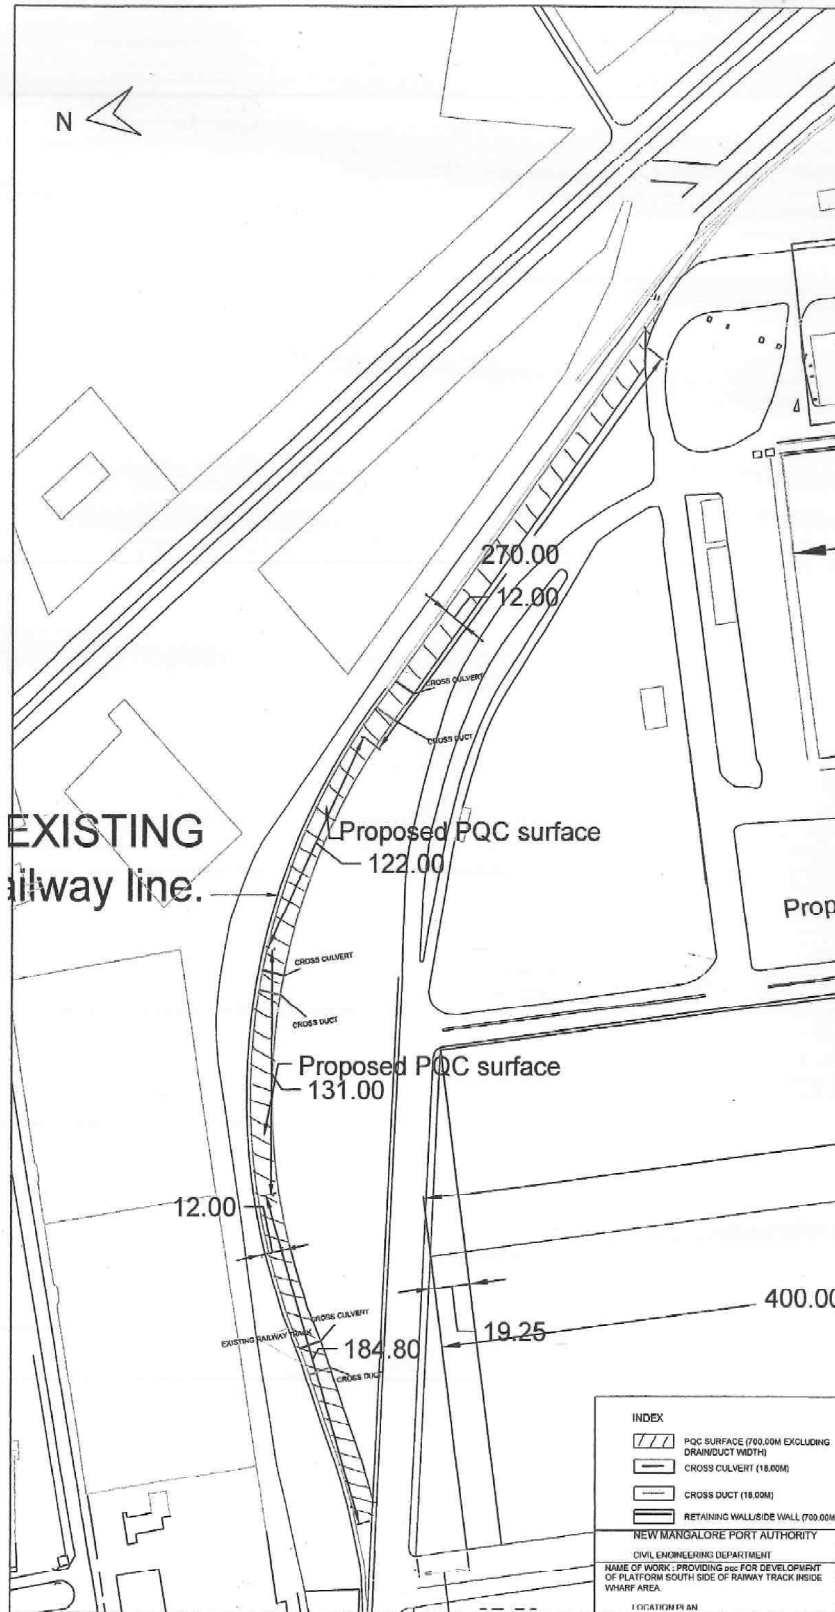 N
270.00
12.00
CROSS CULVERT
CROSS DUCT
EXISTING
ailway line.
Proposed PQC surface
122.00
Prop
CROSS CULVERT
CROSS DUCT
Proposed PQC surface
131.00
12.00
CROSS CULVERT
EXISTING RAILWAY TRACK
184.80
CROSS DUCT
19.25
400.00
INDEX
PQC SURFACE (700.00M EXCLUDING
DRAIN/DUCT WIDTH)
CROSS CULVERT (18.00M)
CROSS DUCT (18.00M)
RETAINING WALL/SIDE WALL (700.00M
NEW MANGALORE PORT AUTHORITY
CIVIL ENGINEERING DEPARTMENT
NAME OF WORK : PROVIDING pqc FOR DEVELOPMENT
OF PLATFORM SOUTH SIDE OF RAIWAY TRACK INSIDE
WHARF AREA.
LOCATION PLAN